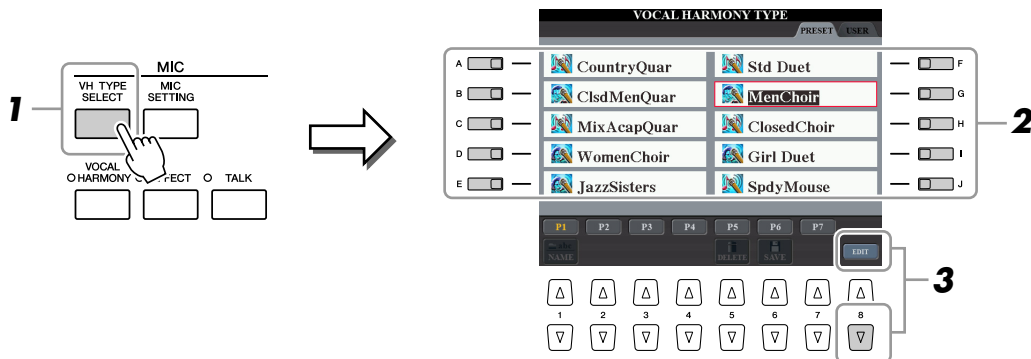 MIC
VH TYPE
SELECT
MIC
SETTING
1
VOCAL
HARMONY
FECT
TALK
VOCAL HARMONY TYPE
PRESET
USER
A
CountryQuar
Std Duet
F
B
ClsdMenQuar
MenChoir
G
C
MixAcapQuar
ClosedChoir
H
D
WomenChoir
Girl Duet
I
E
JazzSisters
SpdyMouse
J
2
P1
P2
P3
P4
P5
P6
P7
abc
NAME
DELETE
SAVE
EDIT
3
1
2
3
4
5
6
7
8